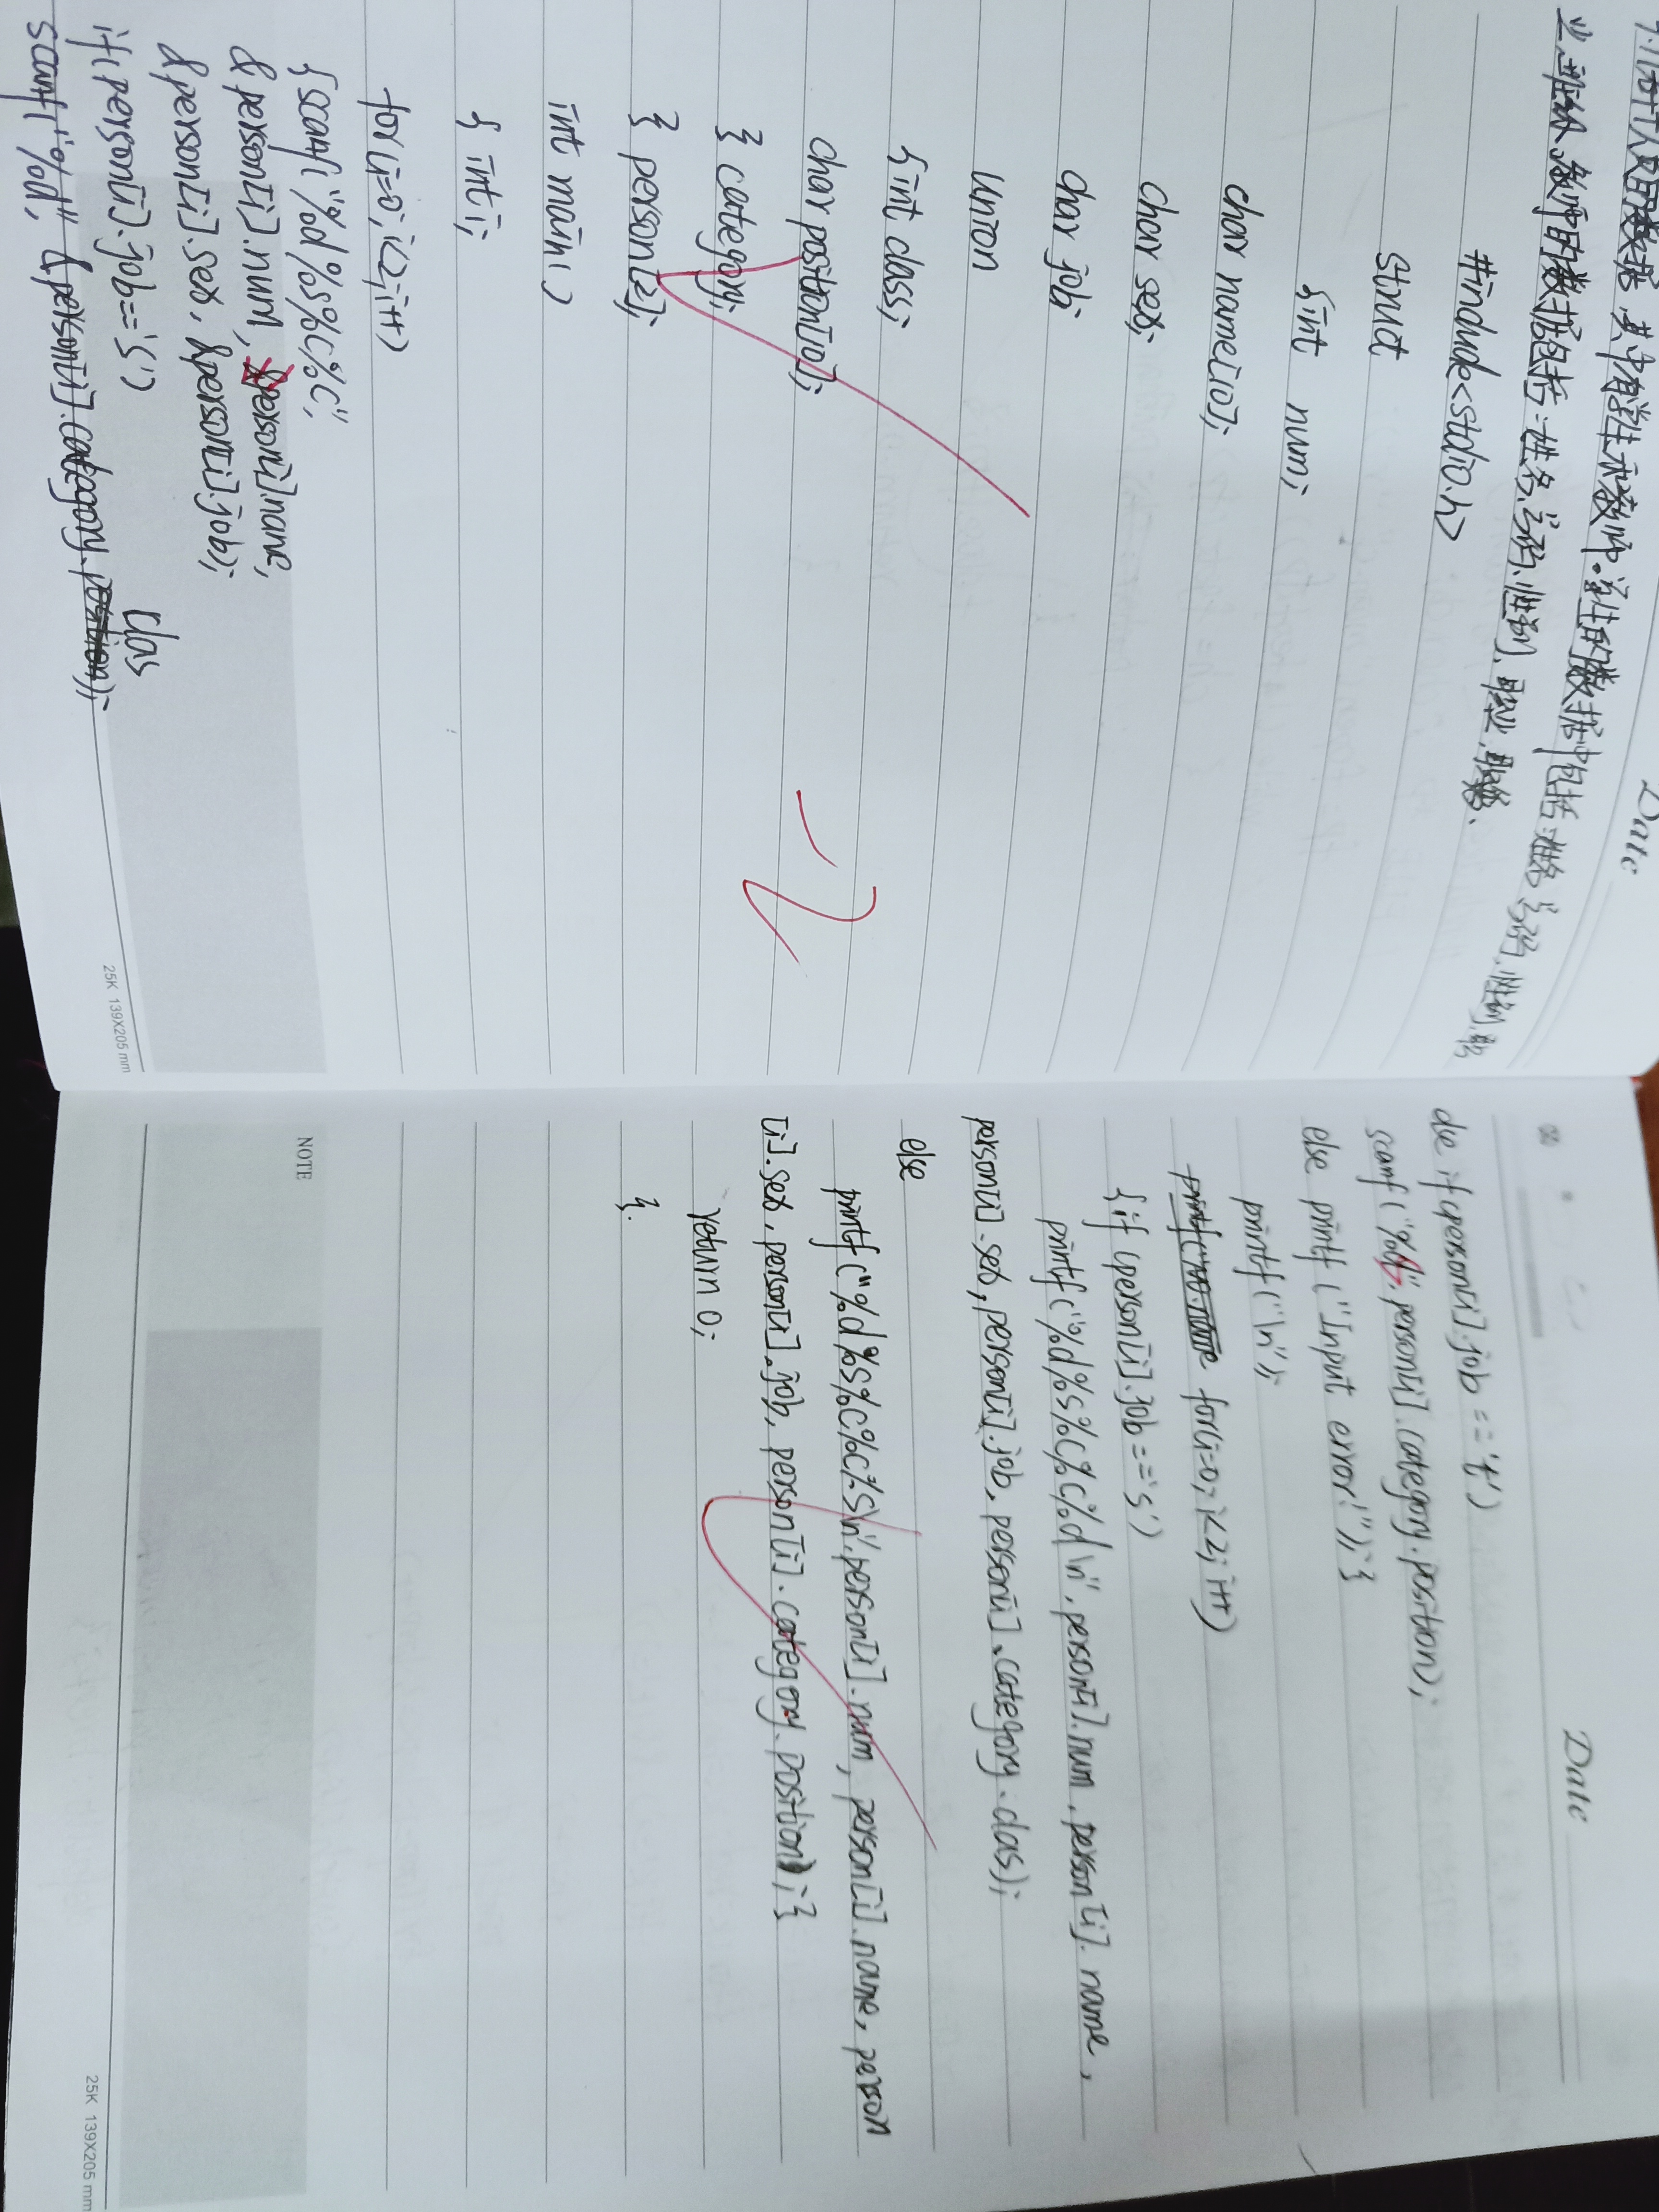 Date
若干人员的数据,其中有学生和教师.学生的数据中包括:姓名.号码.性别.职
业.班级.教师的数据包括:姓名.号码.性别.职业.职务.
#include<stdio.h>
struct
{int num;
char name[10];
char sex;
char job;
union
{int class;
char position[10];
}category;
}person[2];
int main()
{int i;
for(i=0;i<2;i++)
{scanf("%d%s%c%c",
&person[i].num,&person[i].name,
&person[i].sex,&person[i].job);
if(person[i].job=='s')
clas
scanf("%d",&person[i].category.position);
25K 139X205 mm
Date
else if(person[i].job=='t')
scanf("%d",person[i].category.position);
else printf("Input error!");}
printf("\n");
for(i=0;i<2;i++)
{if(person[i].job=='s')
printf("%d%s%c%c%d\n",person[i].num,person[i].name,
person[i].sex,person[i].job,person[i].category.clas);
else
printf("%d%s%c%c%s\n",person[i].num,person[i].name,person
[i].sex,person[i].job,person[i].category.position);}
return 0;
}.
NOTE
25K 139X205 mm